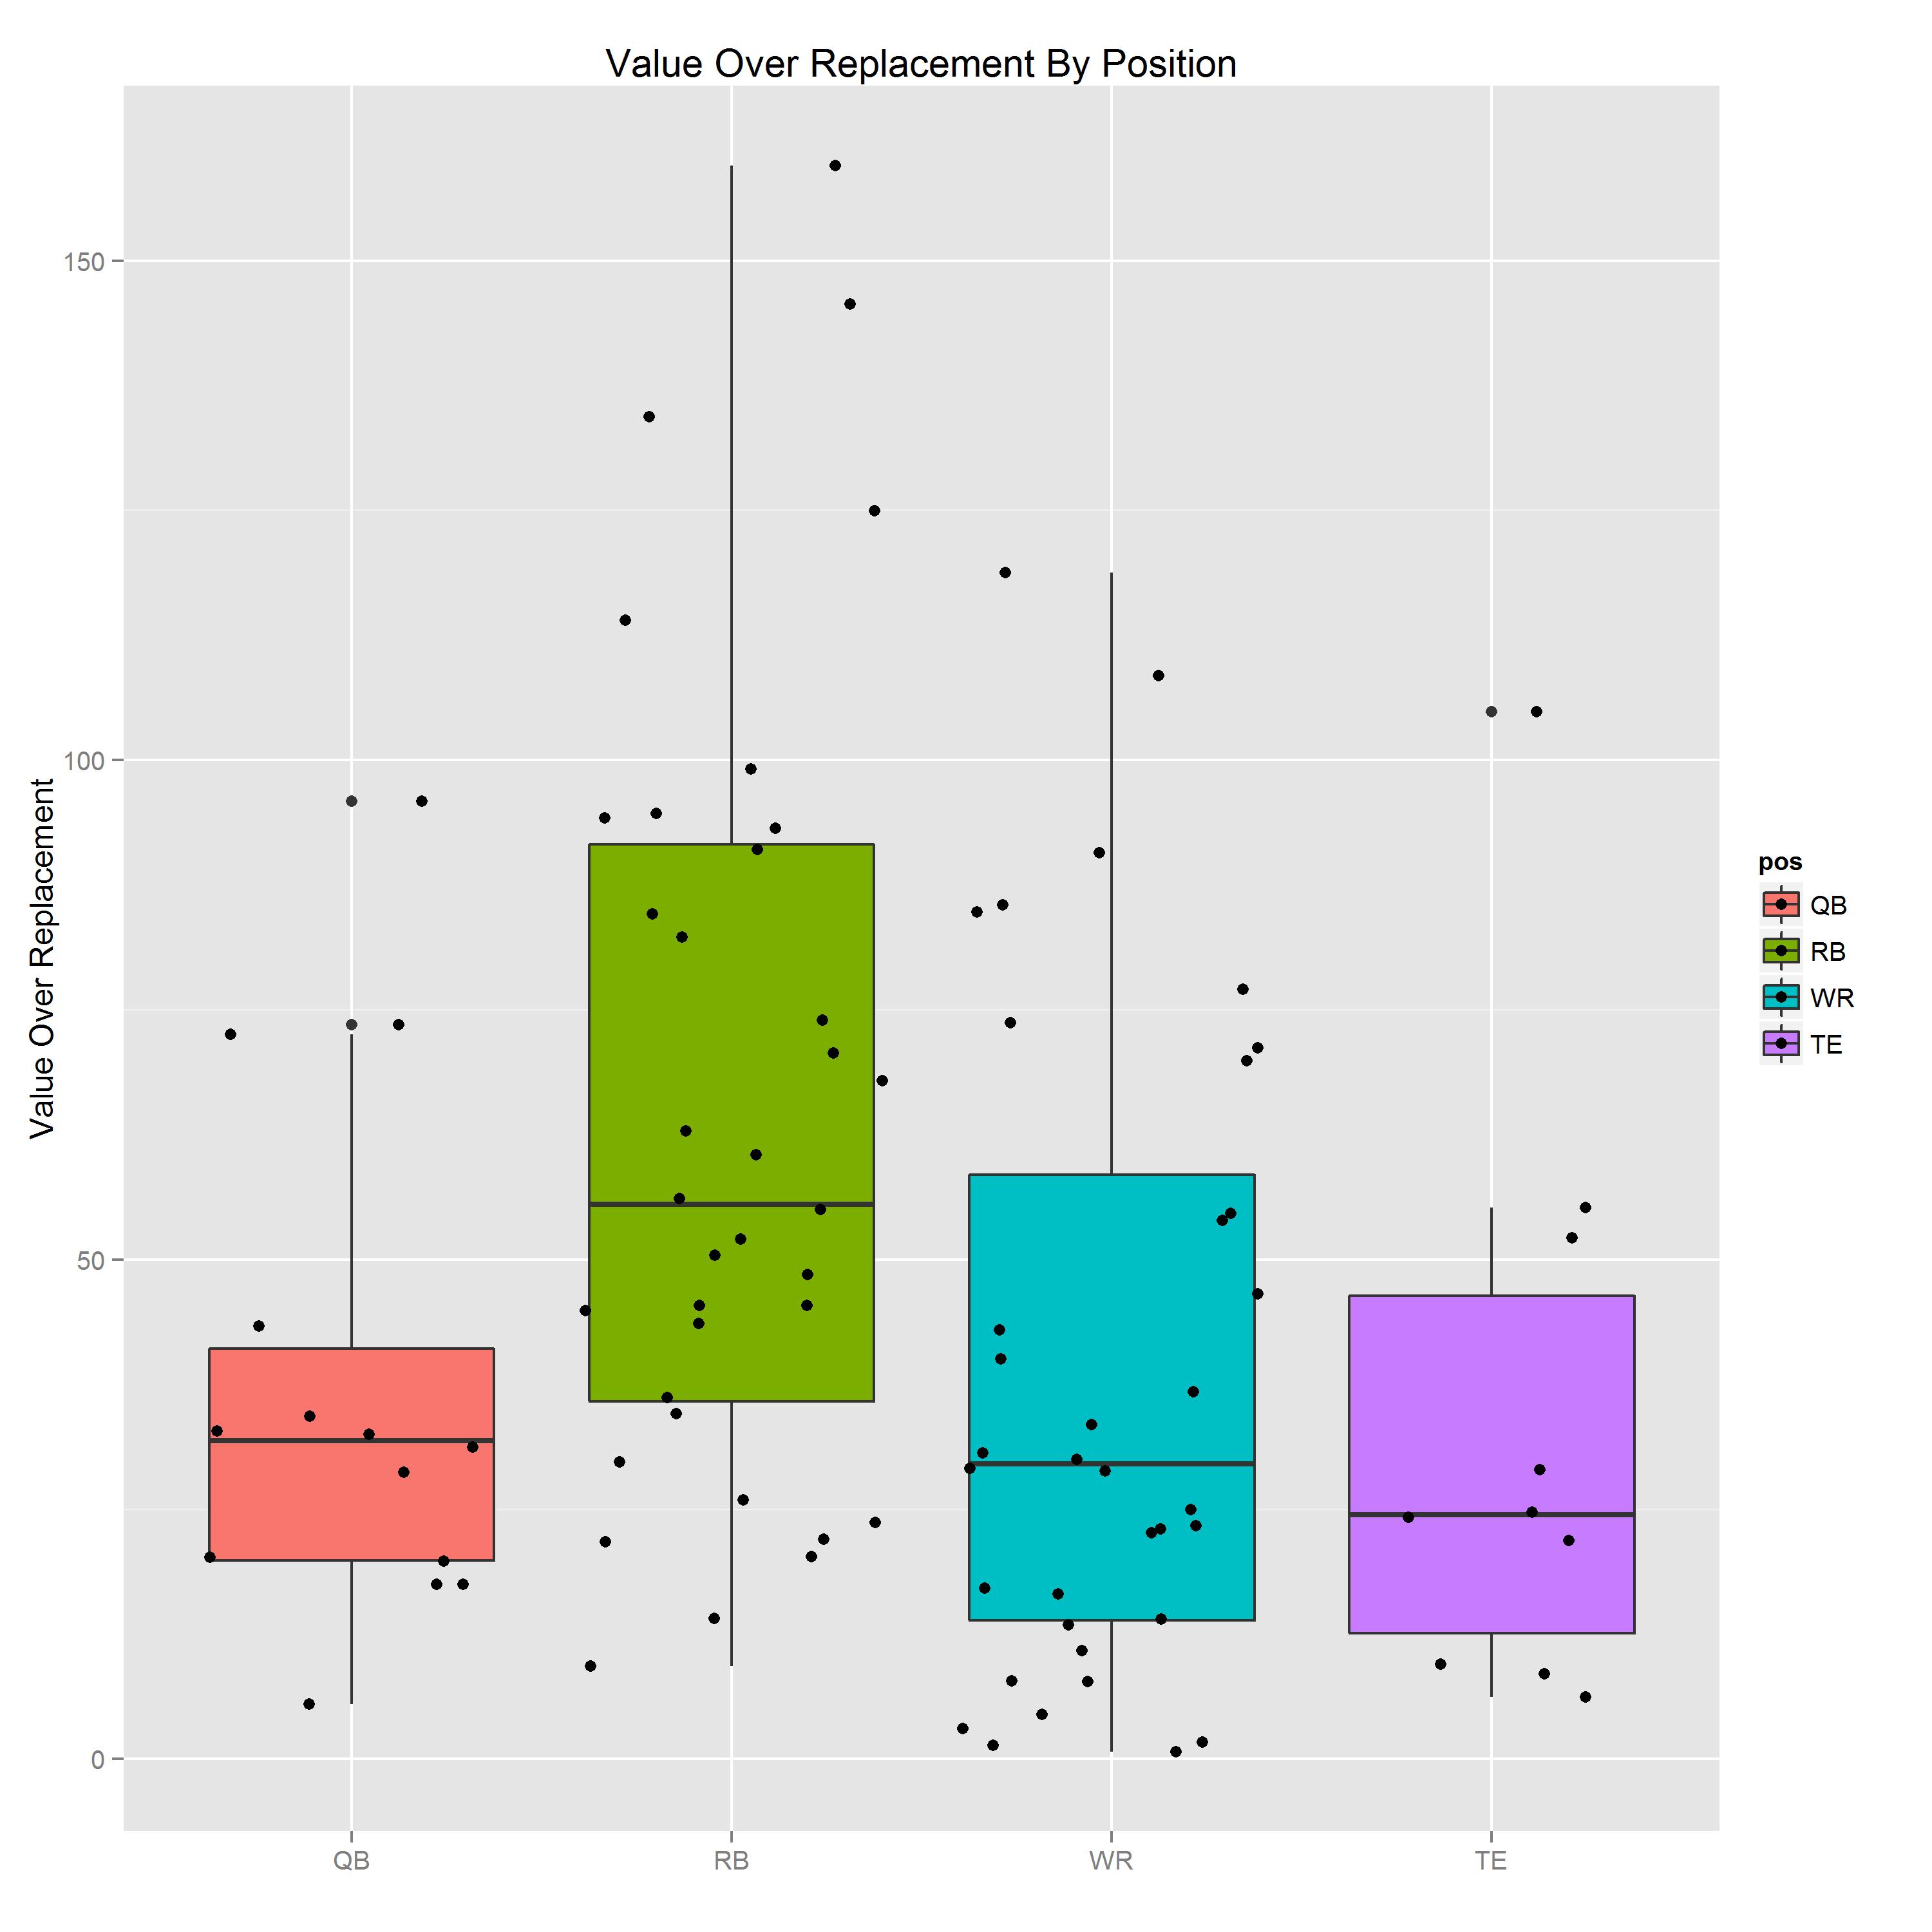 Value Over Replacement By Position
Value Over Replacement
150
100
50
0
QB RB WR TE
pos
QB
RB
WR
TE